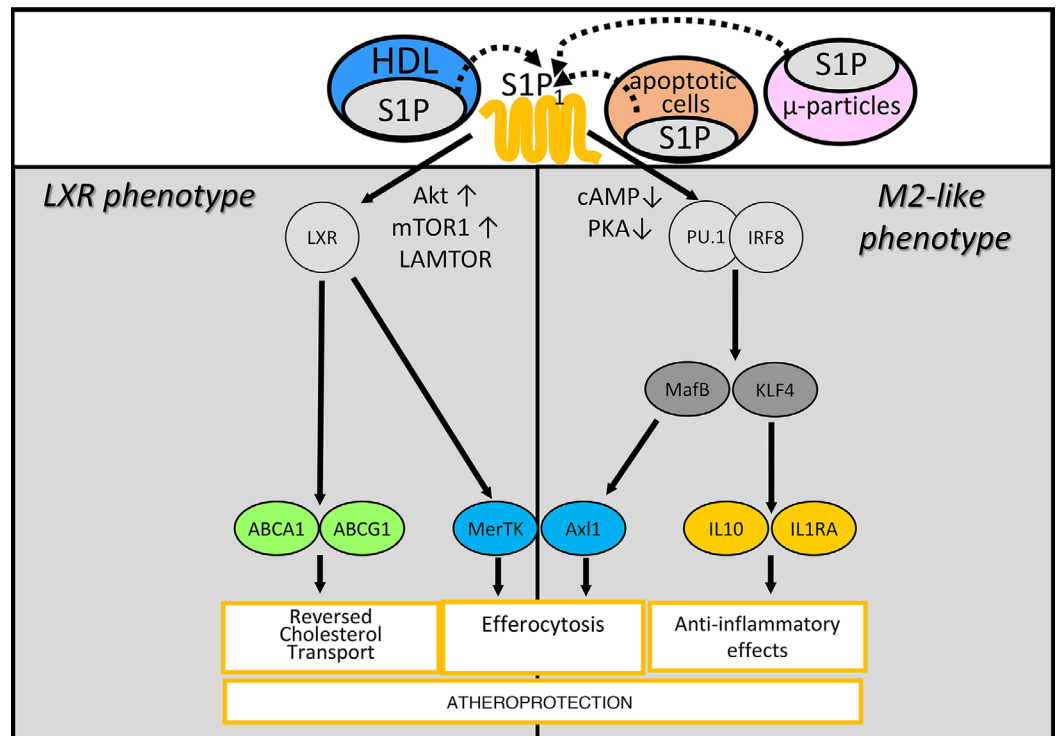 HDL
S1P
S1P1
apoptotic
cells
S1P
S1P
μ-particles
LXR phenotype
Akt ↑
mTOR1 ↑
LAMTOR
LXR
cAMP↓
PKA↓
PU.1
IRF8
M2-like
phenotype
MafB
KLF4
ABCA1
ABCG1
MerTK
Axl1
IL10
IL1RA
Reversed
Cholesterol
Transport
Efferocytosis
Anti-inflammatory
effects
ATHEROPROTECTION